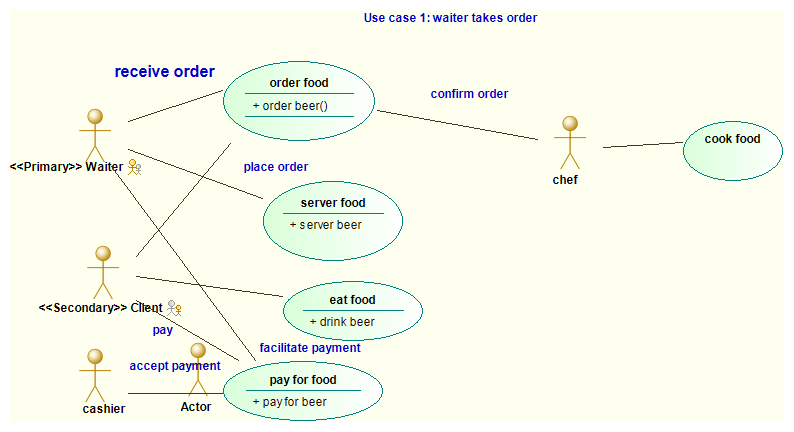 Use case 1: waiter takes order
receive order
order food
+ order beer()
confirm order
<<Primary>> Waiter
place order
chef
cook food
server food
+ server beer
<<Secondary>> Client
eat food
+ drink beer
pay
facilitate payment
accept payment
pay for food
+ pay for beer
cashier
Actor